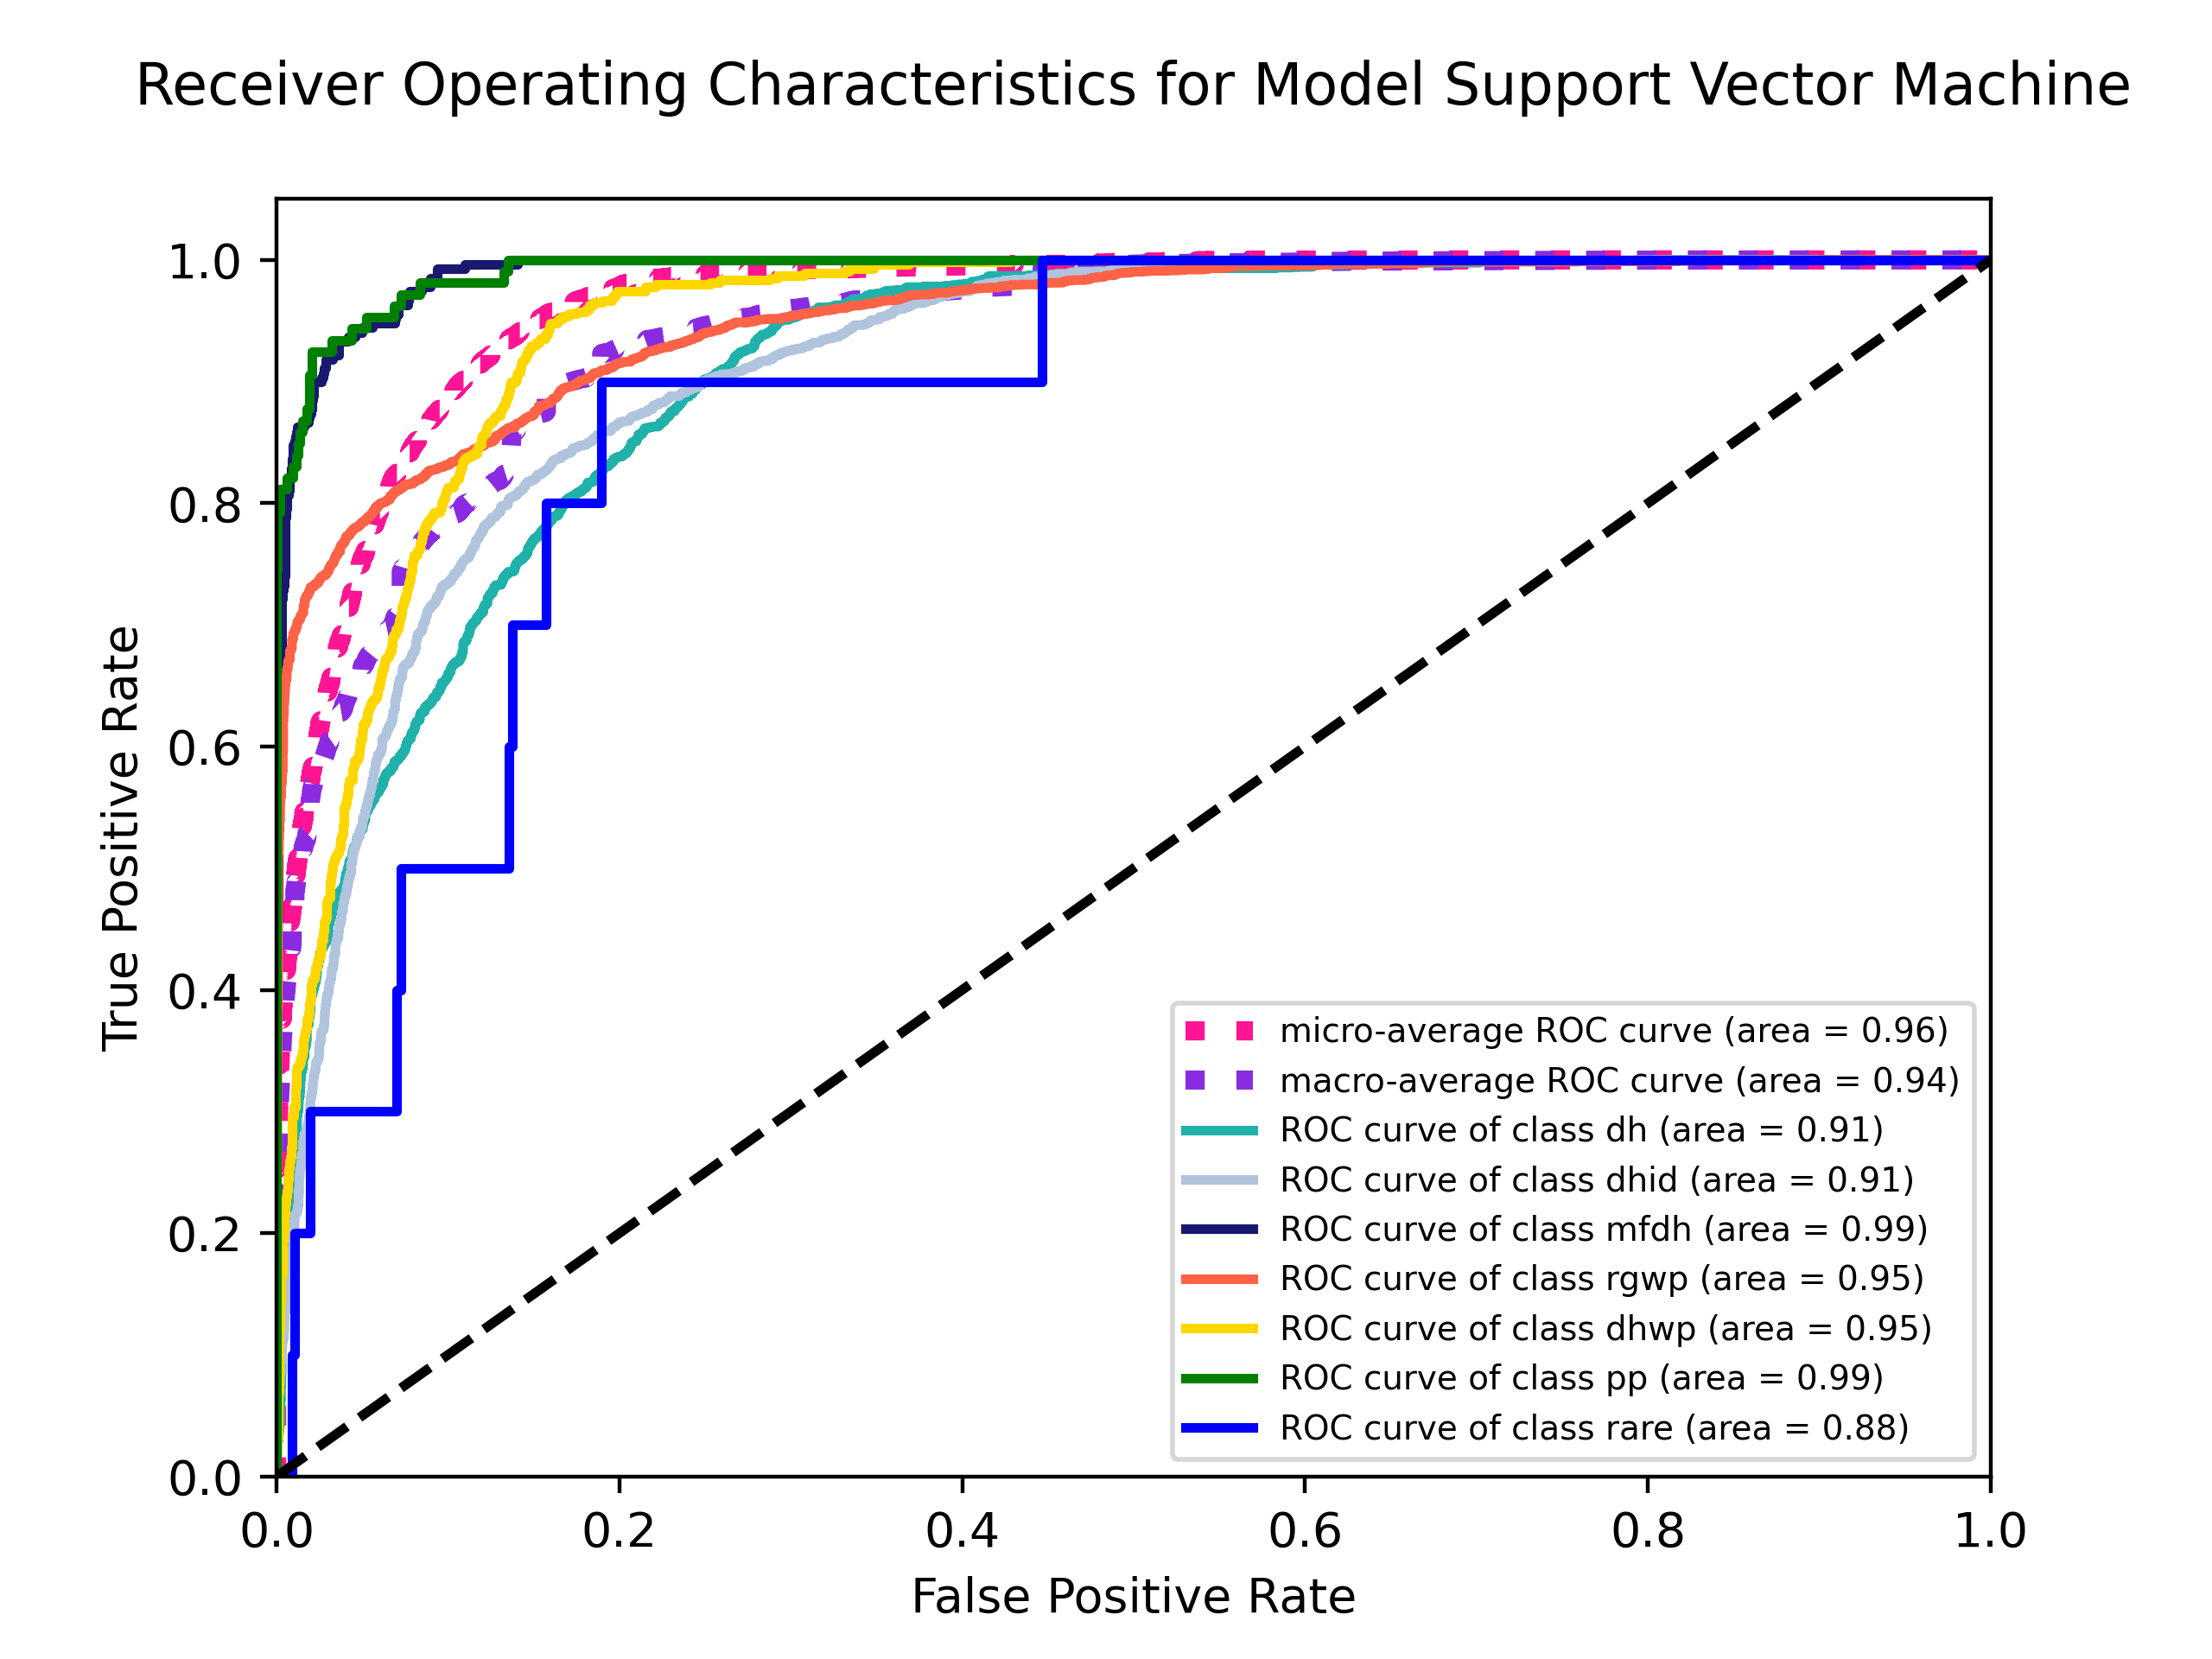 Receiver Operating Characteristics for Model Support Vector Machine
True Positive Rate
1.0
0.8
0.6
0.4
0.2
0.0
micro-average ROC curve (area = 0.96)
macro-average ROC curve (area = 0.94)
ROC curve of class dh (area = 0.91)
ROC curve of class dhid (area = 0.91)
ROC curve of class mfdh (area = 0.99)
ROC curve of class rgwp (area = 0.95)
ROC curve of class dhwp (area = 0.95)
ROC curve of class pp (area = 0.99)
ROC curve of class rare (area = 0.88)
0.0 0.2 0.4 0.6 0.8 1.0
False Positive Rate